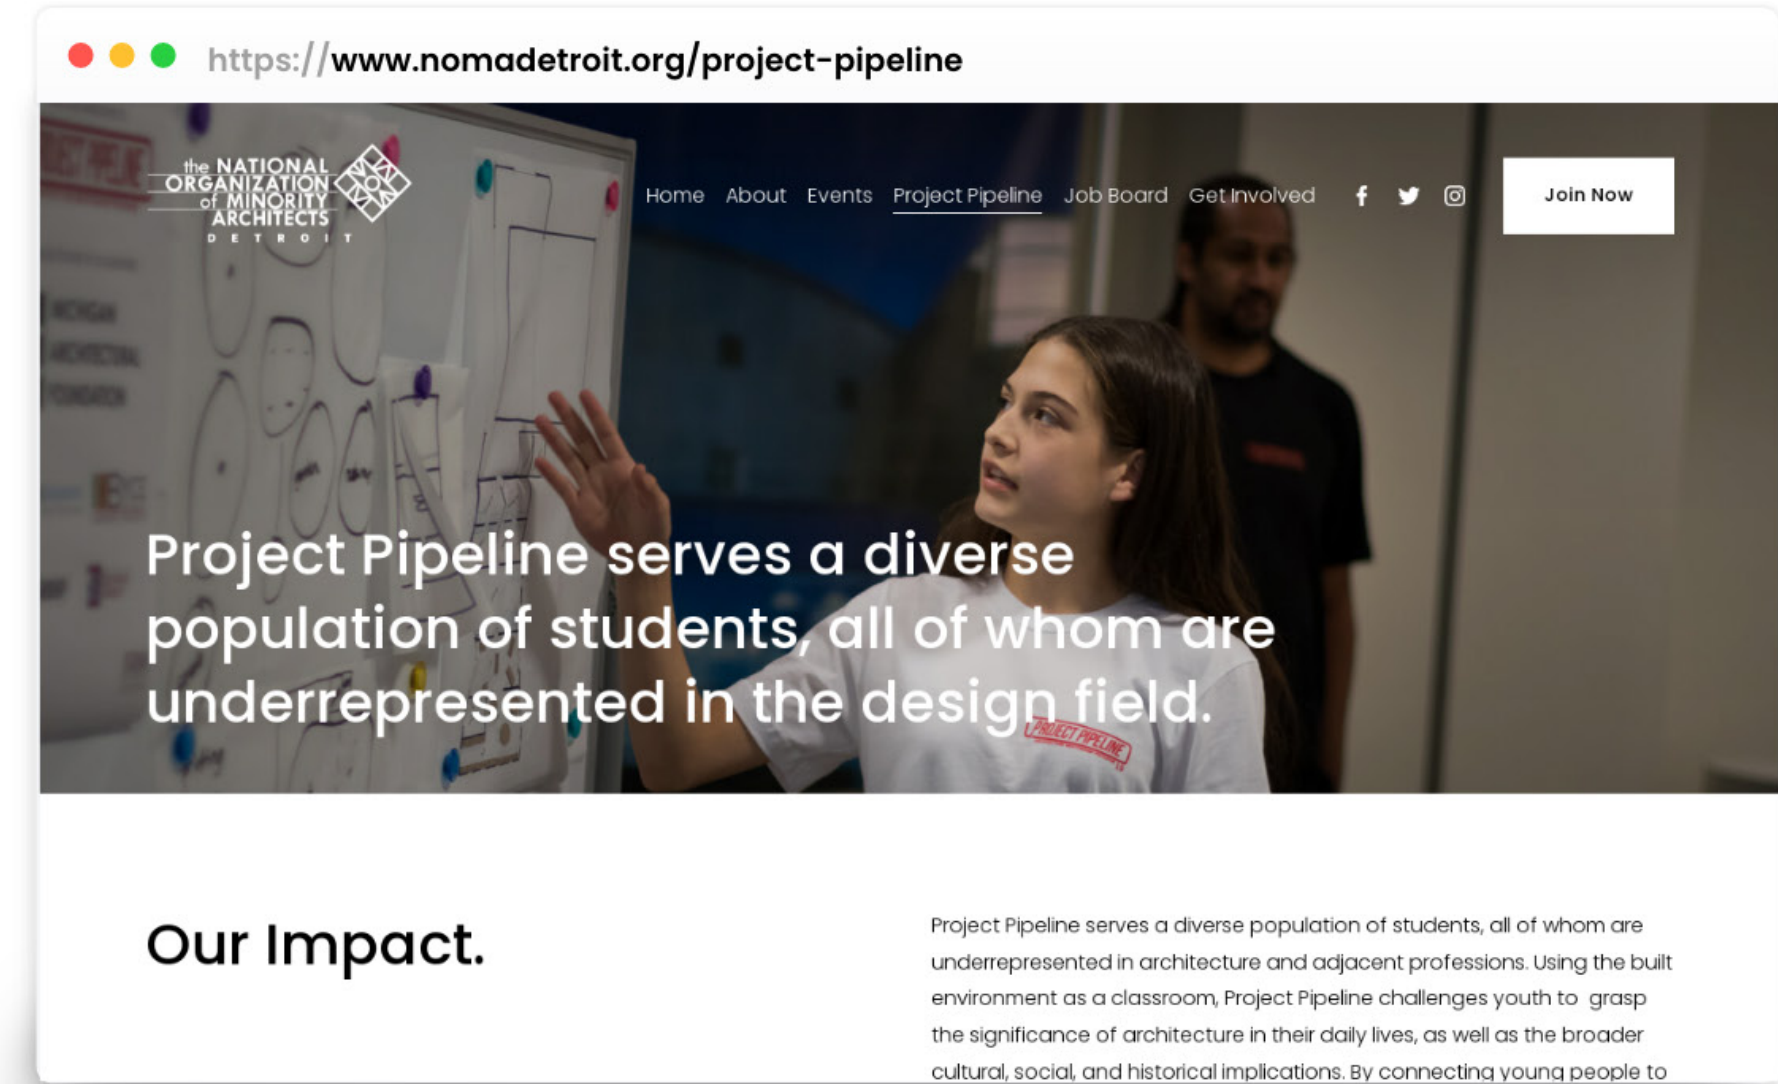 https://www.nomadetroit.org/project-pipeline
the NATIONAL
ORGANIZATION
of MINORITY
ARCHITECTS
DETROIT
Home About Events Project Pipeline Job Board Get Involved Join Now
Project Pipeline serves a diverse
population of students, all of whom are
underrepresented in the design field.
PROJECT PIPELINE
Our Impact.
Project Pipeline serves a diverse population of students, all of whom are
underrepresented in architecture and adjacent professions. Using the built
environment as a classroom, Project Pipeline challenges youth to grasp
the significance of architecture in their daily lives, as well as the broader
cultural, social, and historical implications. By connecting young people to